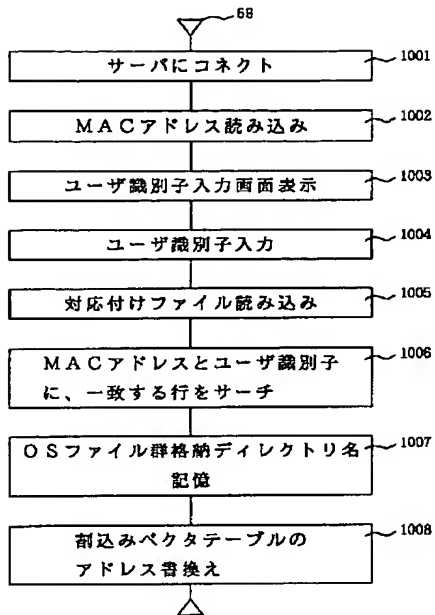 69
サーバにコネクト
1001
MACアドレス読み込み
1002
ユーザ識別子入力画面表示
1003
ユーザ識別子入力
1004
対応付けファイル読み込み
1005
MACアドレスとユーザ識別子
に、一致する行をサーチ
1006
OSファイル群格納ディレクトリ名
記憶
1007
割込みベクタテーブルの
アドレス書換え
1008